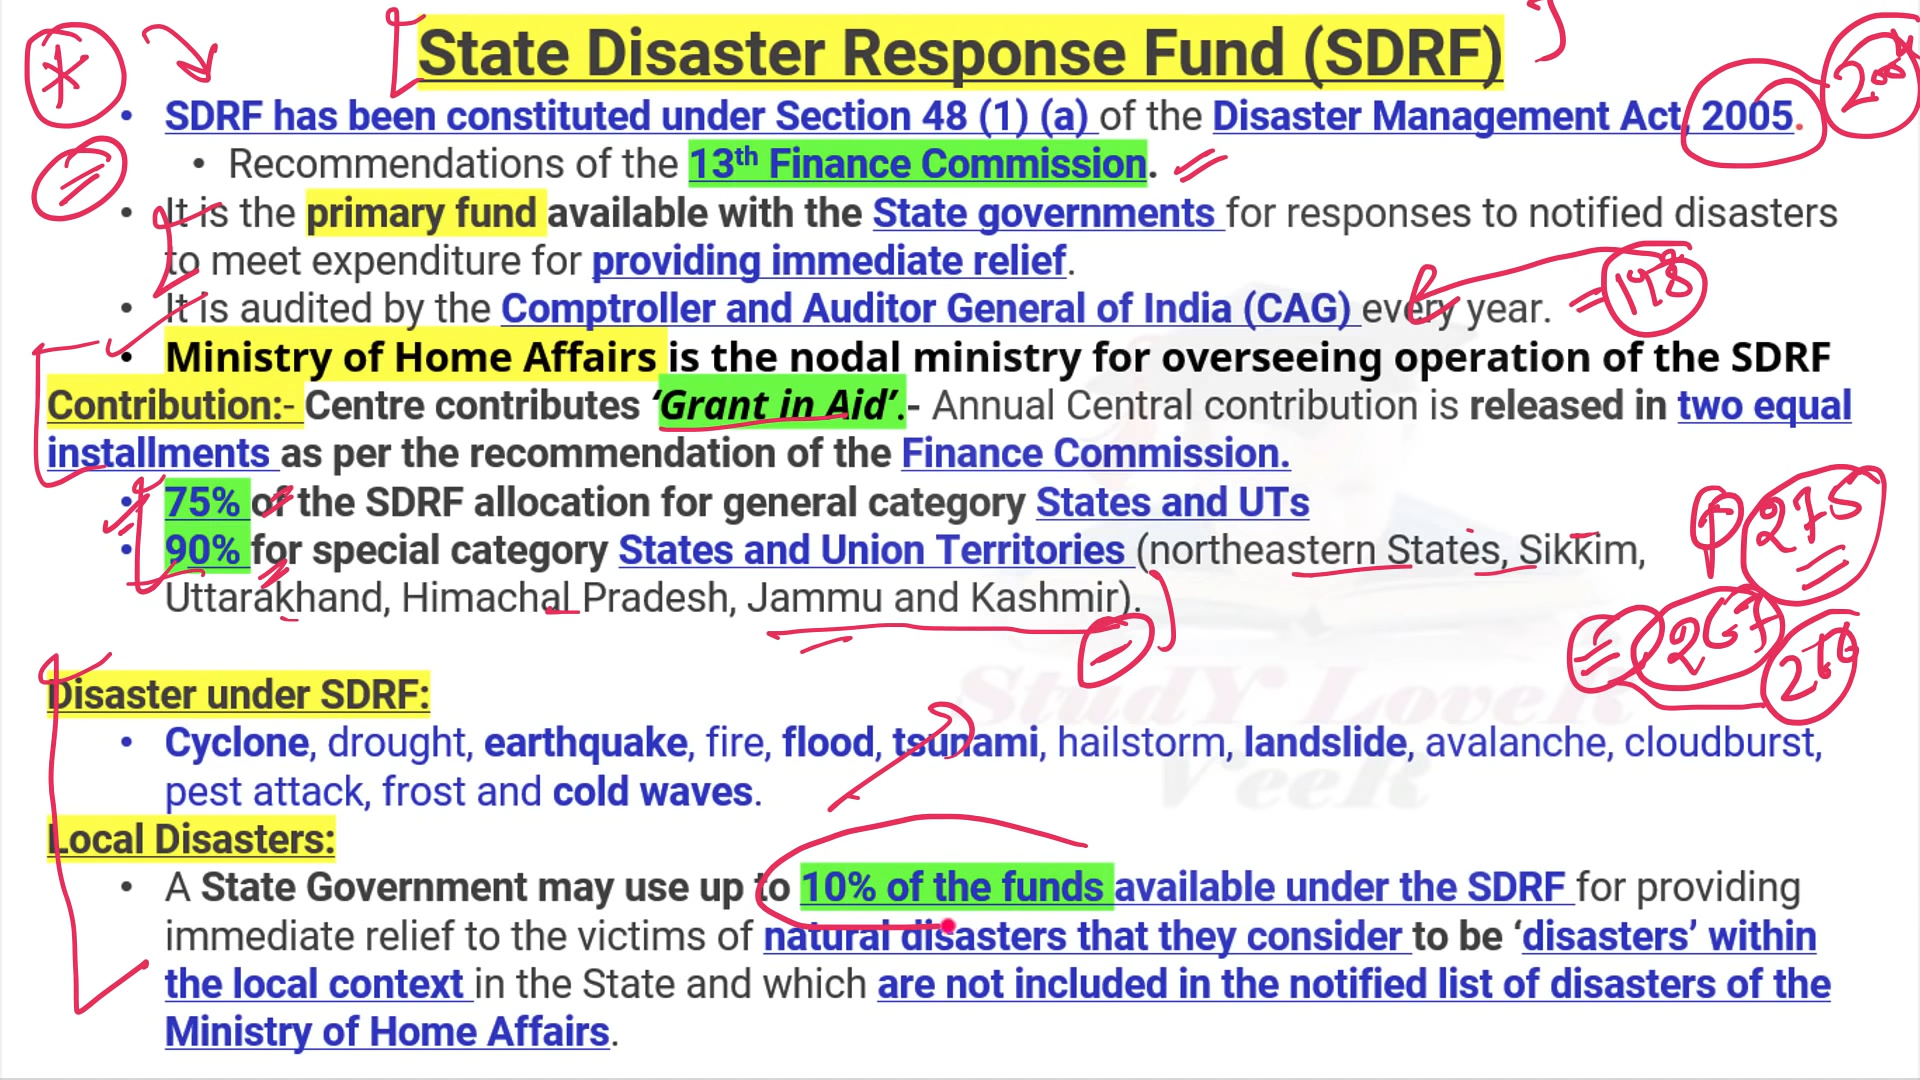 State Disaster Response Fund (SDRF)
• SDRF has been constituted under Section 48 (1) (a) of the Disaster Management Act, 2005.
• Recommendations of the 13th Finance Commission.
• It is the primary fund available with the State governments for responses to notified disasters
to meet expenditure for providing immediate relief.
• It is audited by the Comptroller and Auditor General of India (CAG) every year.
148
• Ministry of Home Affairs is the nodal ministry for overseeing operation of the SDRF
Contribution:- Centre contributes ‘Grant in Aid’.- Annual Central contribution is released in two equal
installments as per the recommendation of the Finance Commission.
• 75% of the SDRF allocation for general category States and UTs
275
• 90% for special category States and Union Territories (northeastern States, Sikkim,
Uttarakhand, Himachal Pradesh, Jammu and Kashmir).
267
Disaster under SDRF:
StudY LoveR
• Cyclone, drought, earthquake, fire, flood, tsunami, hailstorm, landslide, avalanche, cloudburst,
pest attack, frost and cold waves.
VeeR
Local Disasters:
• A State Government may use up to 10% of the funds available under the SDRF for providing
immediate relief to the victims of natural disasters that they consider to be ‘disasters’ within
the local context in the State and which are not included in the notified list of disasters of the
Ministry of Home Affairs.